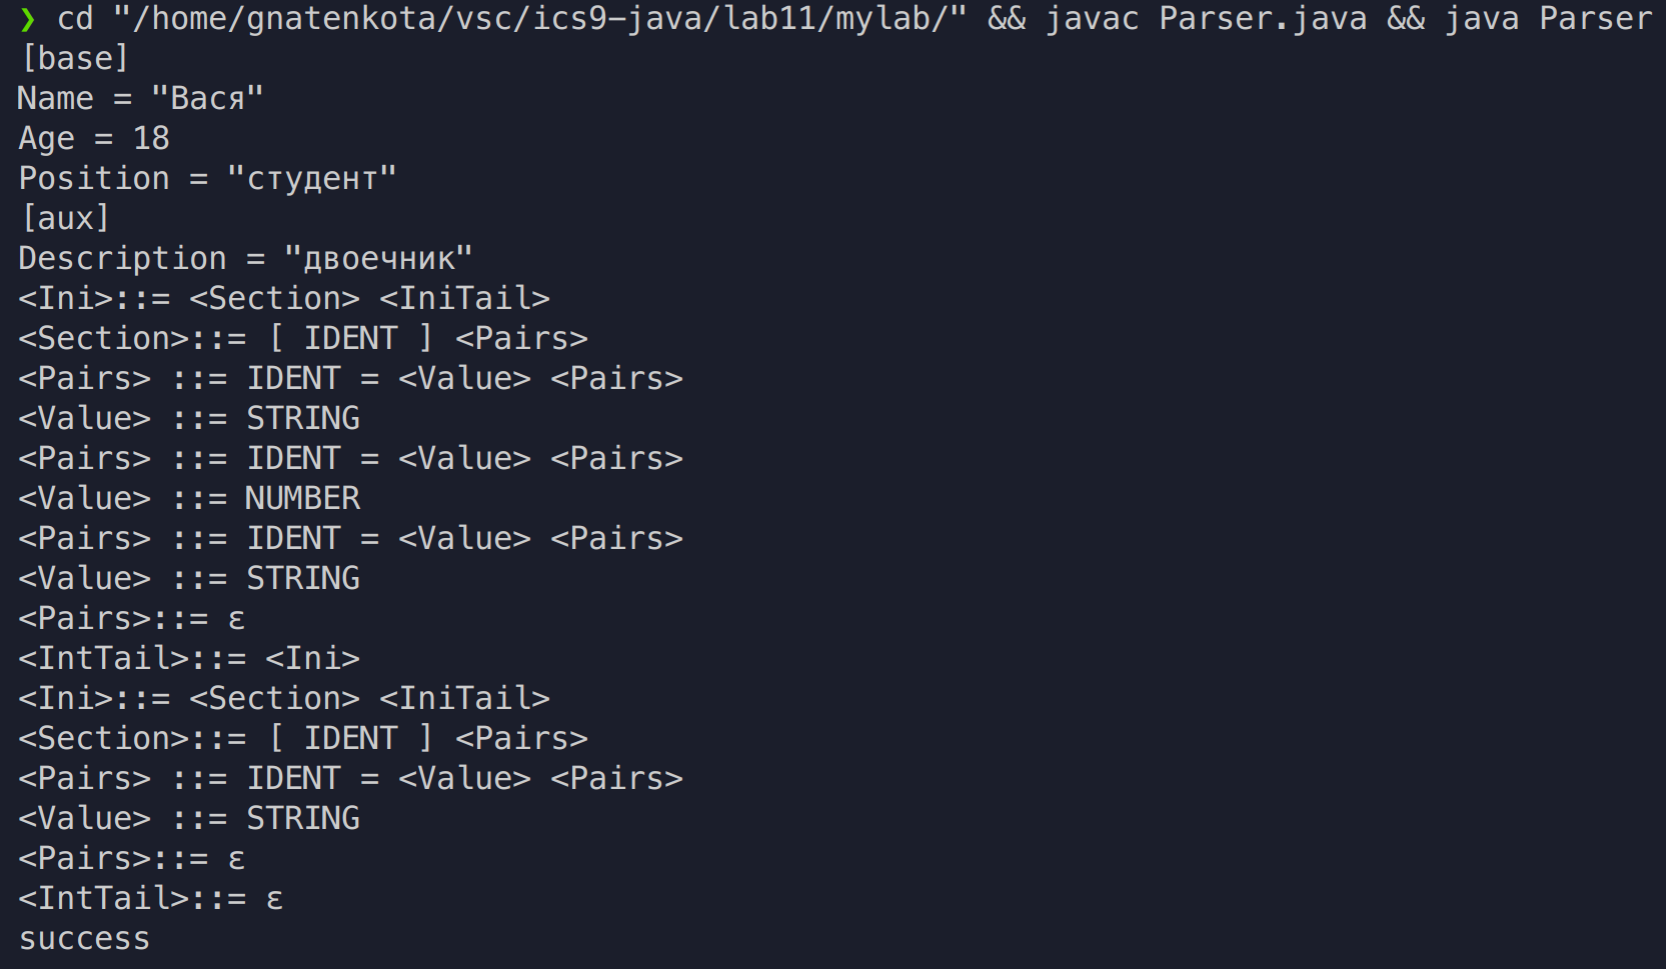 ❯ cd "/home/gnatenkota/vsc/ics9-java/lab11/mylab/" && javac Parser.java && java Parser
[base]
Name = "Вася"
Age = 18
Position = "студент"
[aux]
Description = "двоечник"
<Ini>::= <Section> <IniTail>
<Section>::= [ IDENT ] <Pairs>
<Pairs> ::= IDENT = <Value> <Pairs>
<Value> ::= STRING
<Pairs> ::= IDENT = <Value> <Pairs>
<Value> ::= NUMBER
<Pairs> ::= IDENT = <Value> <Pairs>
<Value> ::= STRING
<Pairs>::= ε
<IntTail>::= <Ini>
<Ini>::= <Section> <IniTail>
<Section>::= [ IDENT ] <Pairs>
<Pairs> ::= IDENT = <Value> <Pairs>
<Value> ::= STRING
<Pairs>::= ε
<IntTail>::= ε
success